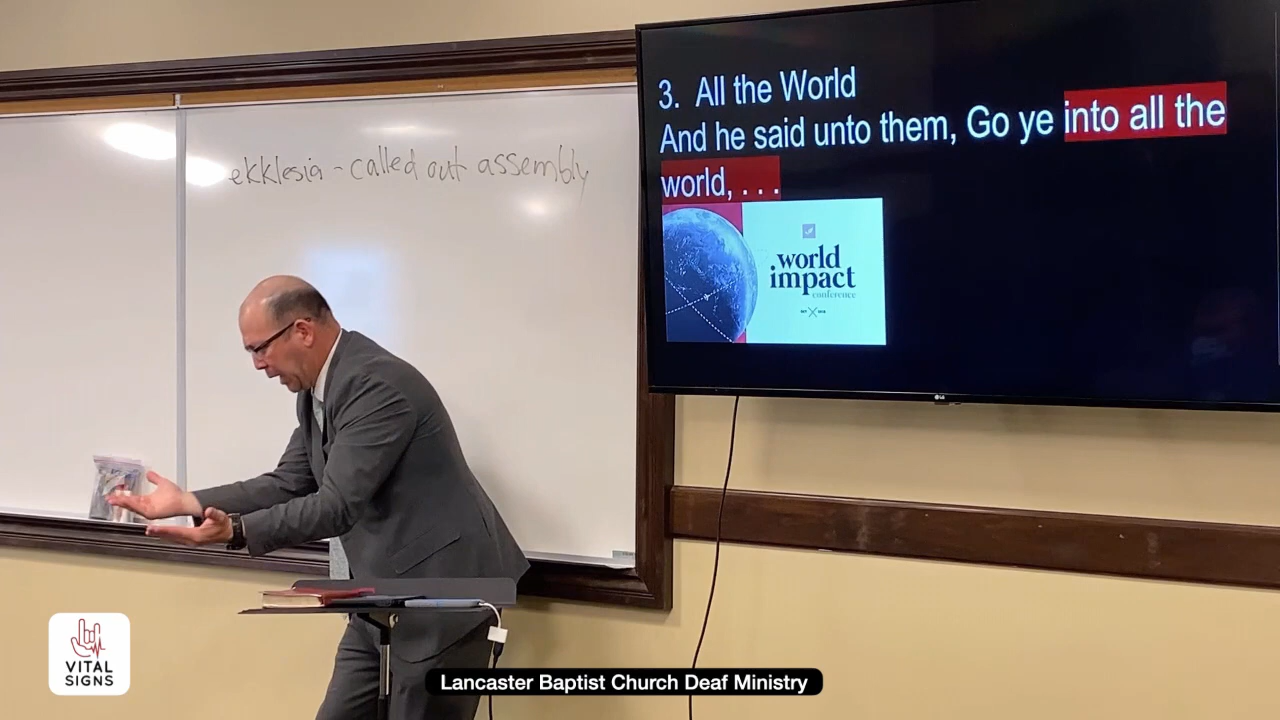 ekklesia - called out assembly
3. All the World
And he said unto them, Go ye into all the
world, . . .
world
impact
conference
LG
VITAL
SIGNS
Lancaster Baptist Church Deaf Ministry